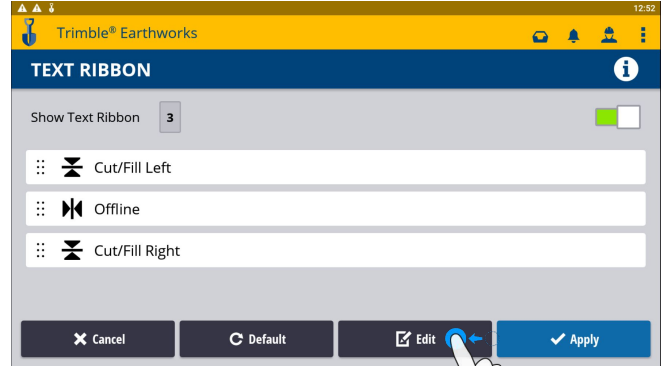 12:52
Trimble® Earthworks
TEXT RIBBON
Show Text Ribbon 3
Cut/Fill Left
Offline
Cut/Fill Right
Cancel Default Edit Apply